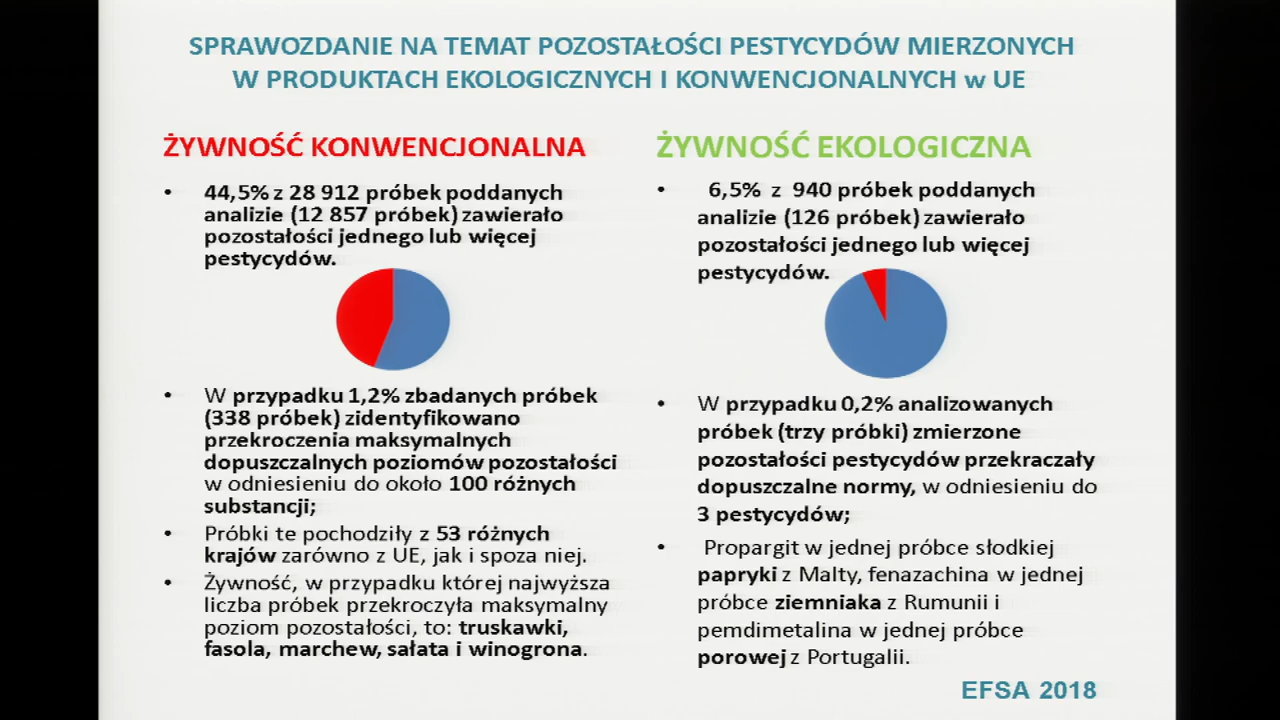 SPRAWOZDANIE NA TEMAT POZOSTAŁOŚCI PESTYCYDÓW MIERZONYCH
W PRODUKTACH EKOLOGICZNYCH I KONWENCJONALNYCH w UE
ŻYWNOŚĆ KONWENCJONALNA
• 44,5% z 28 912 próbek poddanych
analizie (12 857 próbek) zawierało
pozostałości jednego lub więcej
pestycydów.
• W przypadku 1,2% zbadanych próbek
(338 próbek) zidentyfikowano
przekroczenia maksymalnych
dopuszczalnych poziomów pozostałości
w odniesieniu do około 100 różnych
substancji;
• Próbki te pochodziły z 53 różnych
krajów zarówno z UE, jak i spoza niej.
• Żywność, w przypadku której najwyższa
liczba próbek przekroczyła maksymalny
poziom pozostałości, to: truskawki,
fasola, marchew, sałata i winogrona.
ŻYWNOŚĆ EKOLOGICZNA
• 6,5% z 940 próbek poddanych
analizie (126 próbek) zawierało
pozostałości jednego lub więcej
pestycydów.
• W przypadku 0,2% analizowanych
próbek (trzy próbki) zmierzone
pozostałości pestycydów przekraczały
dopuszczalne normy, w odniesieniu do
3 pestycydów;
• Propargit w jednej próbce słodkiej
papryki z Malty, fenazachina w jednej
próbce ziemniaka z Rumunii i
pemdimetalina w jednej próbce
porowej z Portugalii.
EFSA 2018